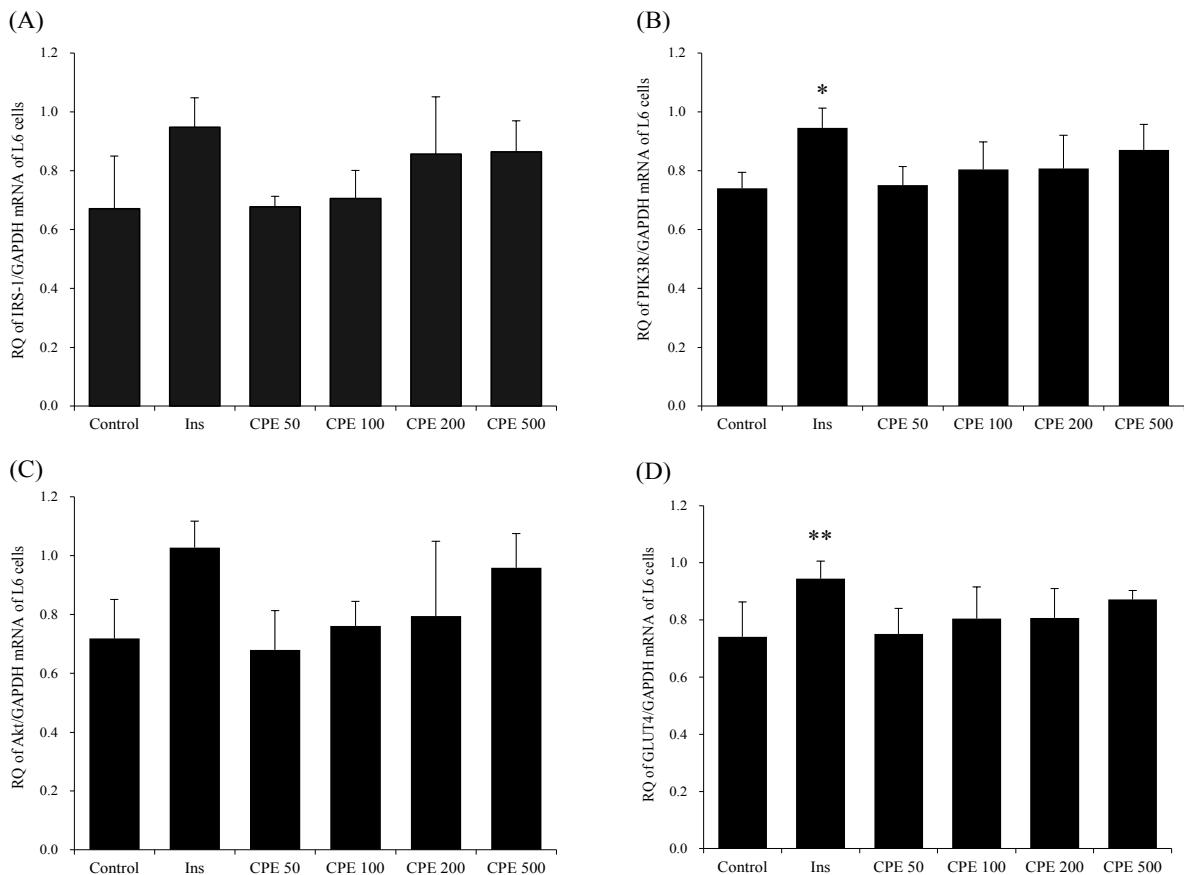 (A)
RQ of IRS-1/GAPDH mRNA of L6 cells
1.2
1.0
0.8
0.6
0.4
0.2
0.0
Control Ins CPE 50 CPE 100 CPE 200 CPE 500
(B)
RQ of PIK3R/GAPDH mRNA of L6 cells
1.2
1.0
0.8
0.6
0.4
0.2
0.0
*
Control Ins CPE 50 CPE 100 CPE 200 CPE 500
(C)
RQ of Akt/GAPDH mRNA of L6 cells
1.2
1.0
0.8
0.6
0.4
0.2
0.0
Control Ins CPE 50 CPE 100 CPE 200 CPE 500
(D)
RQ of GLUT4/GAPDH mRNA of L6 cells
1.2
1.0
0.8
0.6
0.4
0.2
0.0
**
Control Ins CPE 50 CPE 100 CPE 200 CPE 500